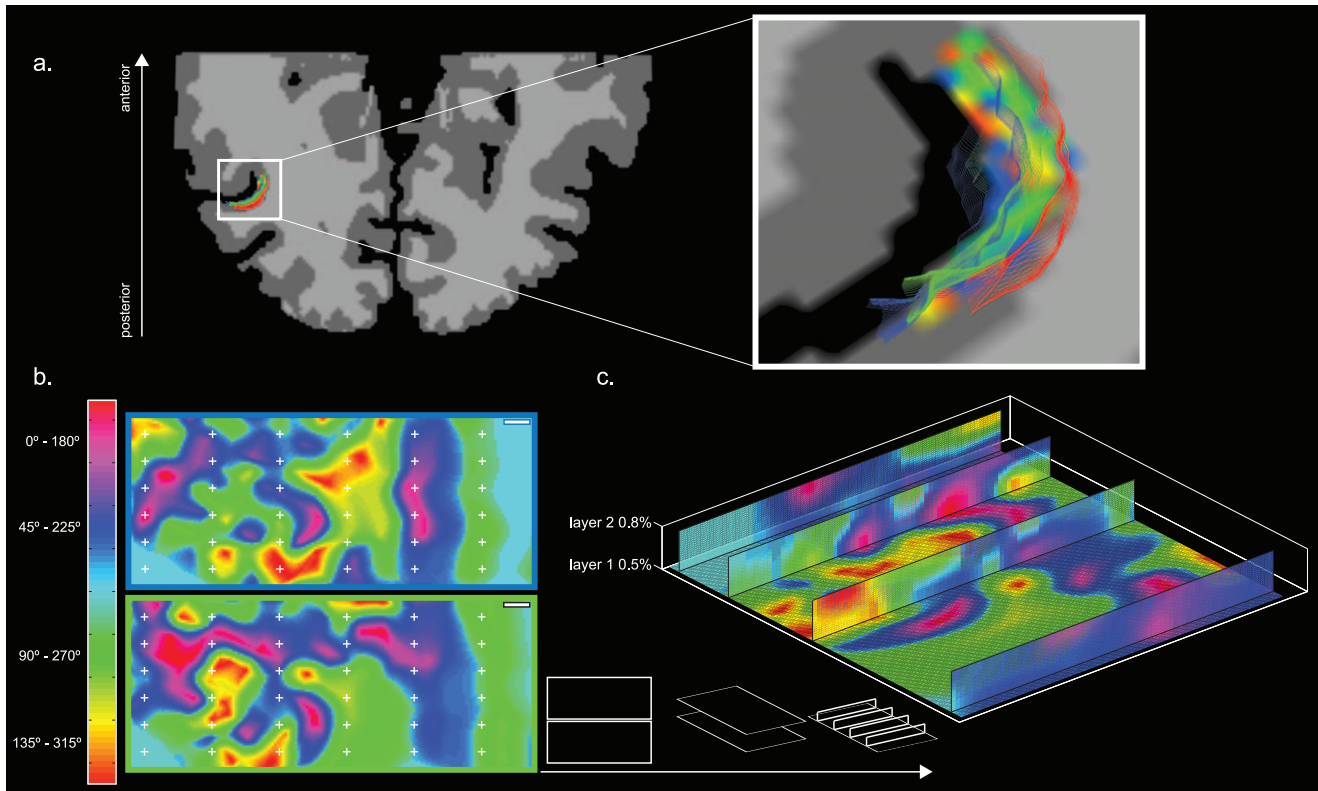 a.
anterior
posterior
b.
0º - 180º
45º - 225º
90º - 270º
135º - 315º
c.
layer 2 0.8%
layer 1 0.5%